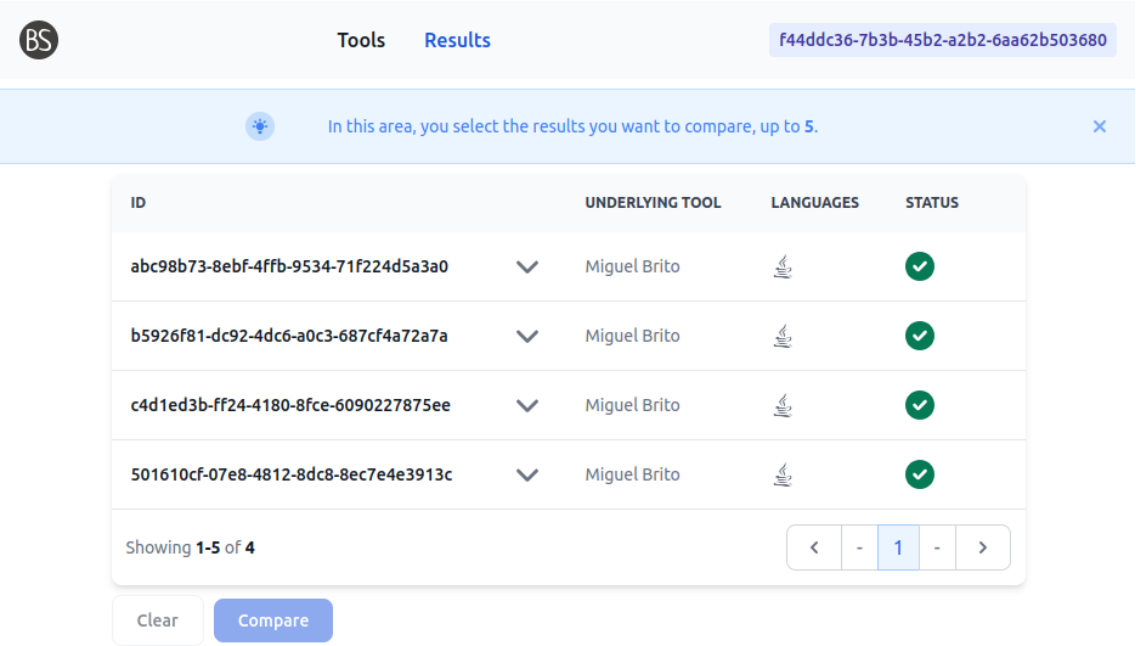 BS Tools Results f44ddc36-7b3b-45b2-a2b2-6aa62b503680
In this area, you select the results you want to compare, up to 5.
ID UNDERLYING TOOL LANGUAGES STATUS
abc98b73-8ebf-4ffb-9534-71f224d5a3a0 Miguel Brito
b5926f81-dc92-4dc6-a0c3-687cf4a72a7a Miguel Brito
c4d1ed3b-ff24-4180-8fce-6090227875ee Miguel Brito
501610cf-07e8-4812-8dc8-8ec7e4e3913c Miguel Brito
Showing 1-5 of 4 - 1 -
Clear Compare